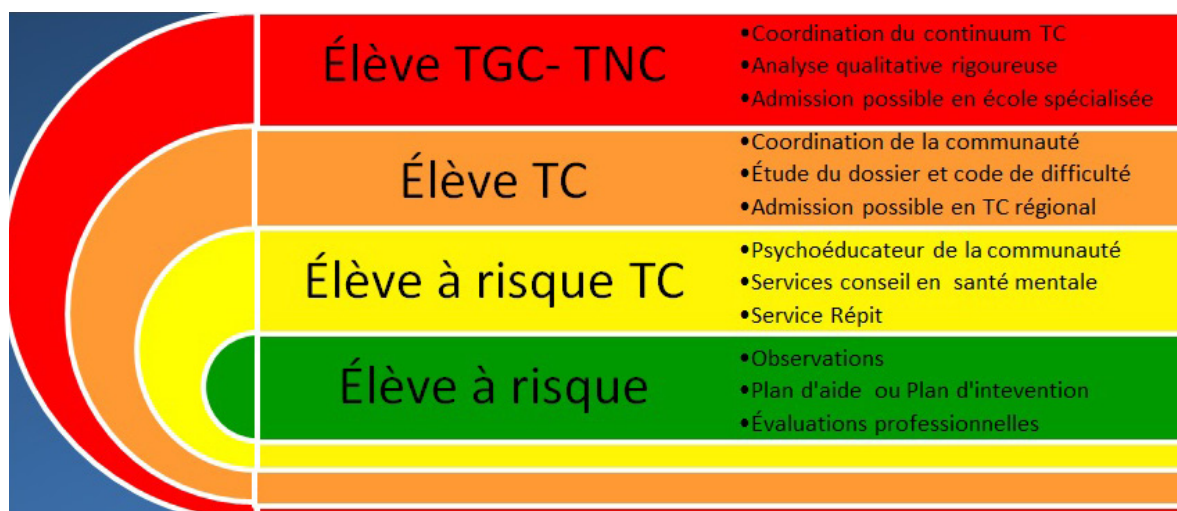 Élève TGC- TNC
•Coordination du continuum TC
•Analyse qualitative rigoureuse
•Admission possible en école spécialisée
Élève TC
•Coordination de la communauté
•Étude du dossier et code de difficulté
•Admission possible en TC régional
Élève à risque TC
•Psychoéducateur de la communauté
•Services conseil en santé mentale
•Service Répit
Élève à risque
•Observations
•Plan d'aide ou Plan d'intevention
•Évaluations professionnelles